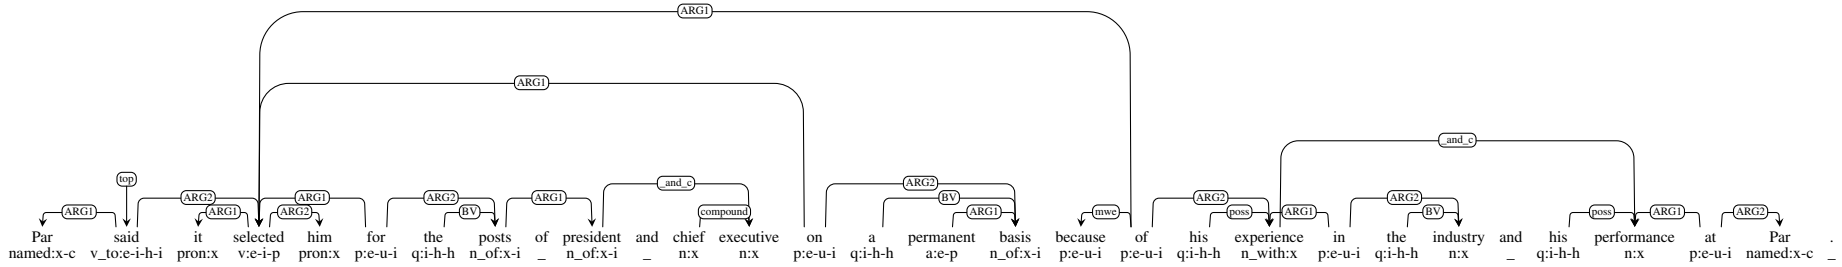 ARG1
ARG1
_and_c
top
ARG2 ARG1 ARG2 ARG1 _and_c ARG2 BV ARG2 ARG2
ARG1 ARG1 ARG2 BV compound ARG1 mwe poss ARG1 BV poss ARG1 ARG2
Par said it selected him for the posts of president and chief executive on a permanent basis because of his experience in the industry and his performance at Par .
named:x-c v_to:e-i-h-i pron:x v:e-i-p pron:x p:e-u-i q:i-h-h n_of:x-i _ n_of:x-i _ n:x n:x p:e-u-i q:i-h-h a:e-p n_of:x-i p:e-u-i p:e-u-i q:i-h-h n_with:x p:e-u-i q:i-h-h n:x _ q:i-h-h n:x p:e-u-i named:x-c _